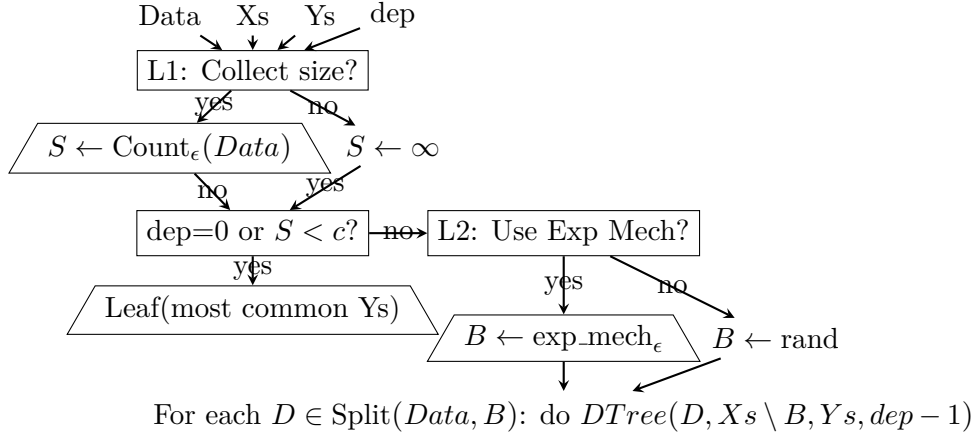 Data Xs Ys dep
L1: Collect size?
yes no
S ← Count_ϵ(Data) S ← ∞
no yes
dep=0 or S < c? no L2: Use Exp Mech?
yes yes no
Leaf(most common Ys) B ← exp_mech_ϵ B ← rand
For each D ∈ Split(Data, B): do DTree(D, Xs \ B, Ys, dep − 1)